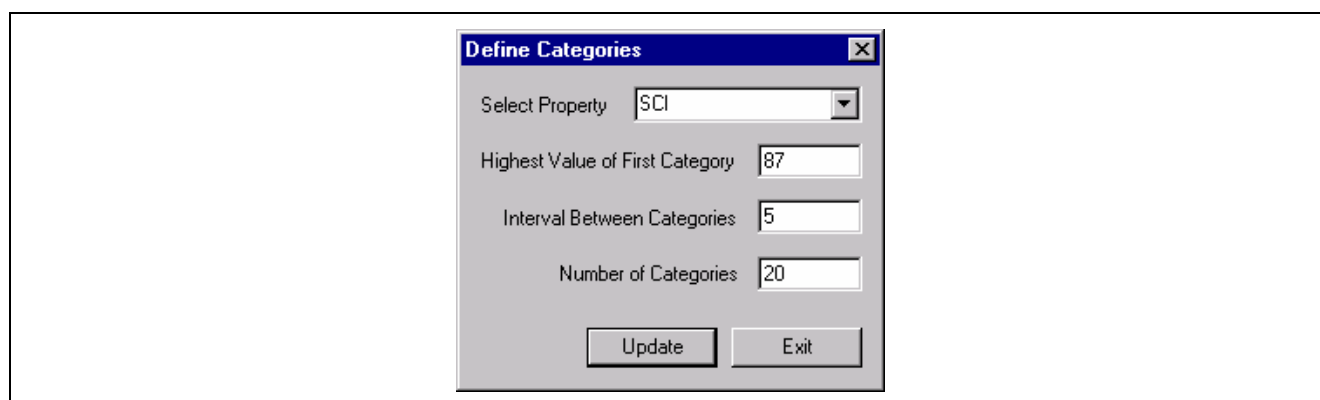 Define Categories
Select Property SCI
Highest Value of First Category 87
Interval Between Categories 5
Number of Categories 20
Update Exit